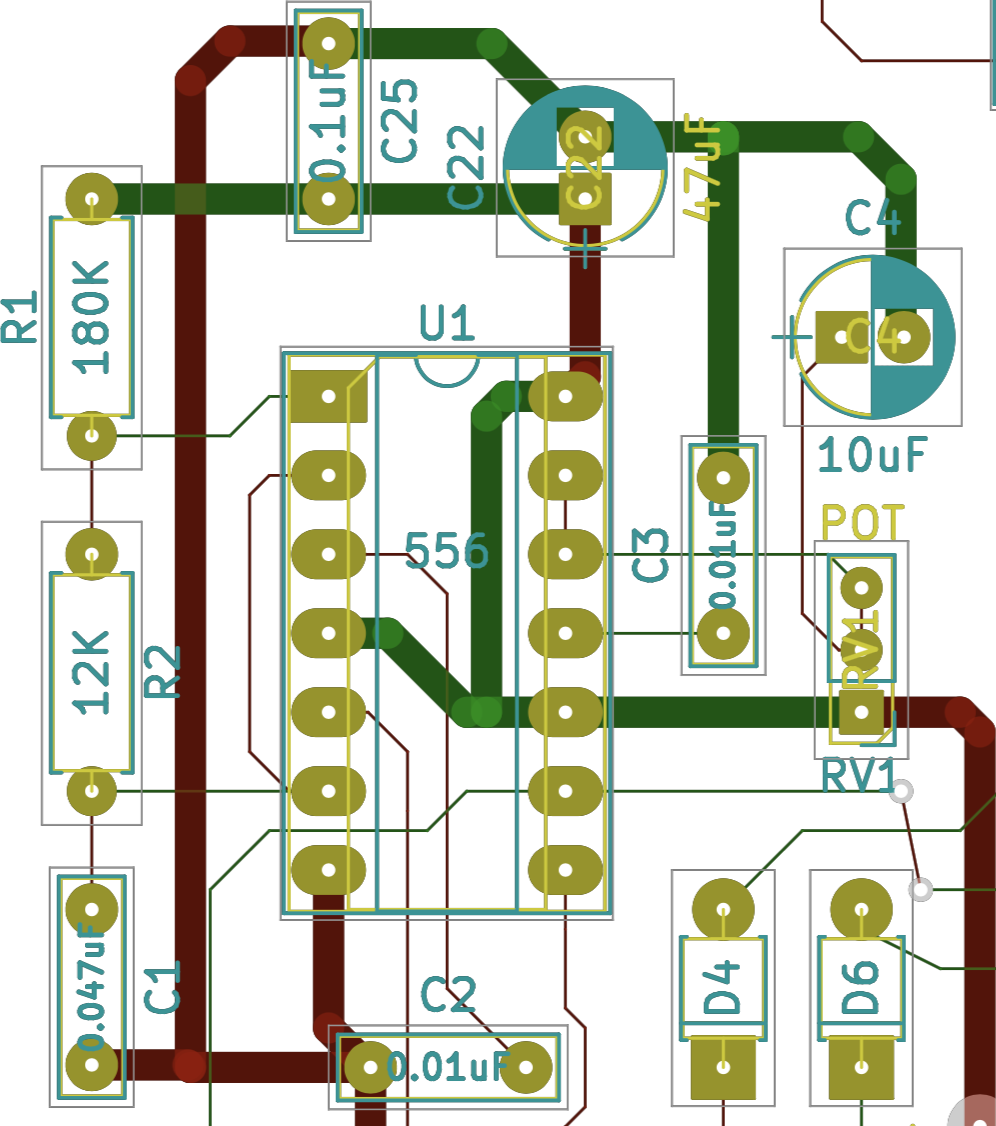 0.1uF
C25
C22
C22
47uF
C4
C4
10uF
R1
180K
U1
556
C3
0.01uF
POT
RV1
RV1
12K
R2
0.047uF
C1
C2
0.01uF
D4
D6